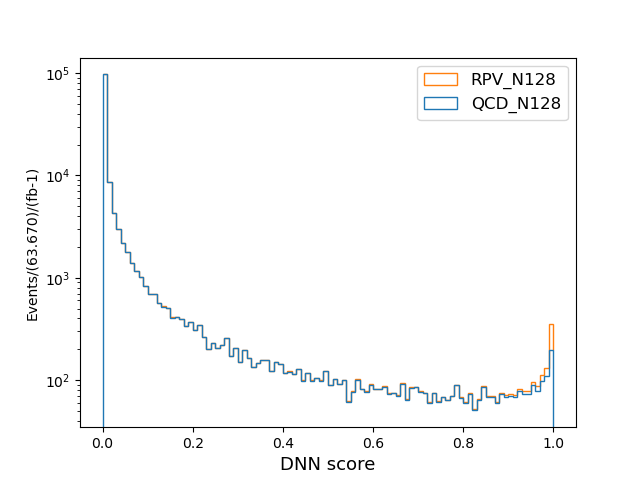 RPV_N128
QCD_N128
Events/(63.670)/(fb-1)
10^5
10^4
10^3
10^2
0.0 0.2 0.4 0.6 0.8 1.0
DNN score